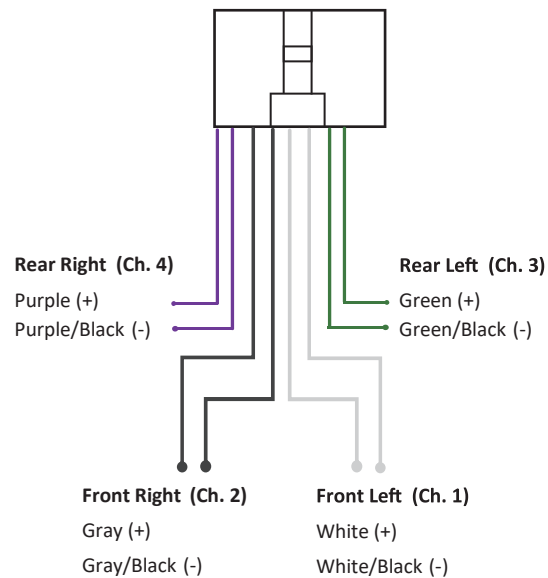 Rear Right  (Ch. 4)
Purple (+)
Purple/Black (-)
Rear Left  (Ch. 3)
Green (+)
Green/Black (-)
Front Right  (Ch. 2)
Gray (+)
Gray/Black (-)
Front Left  (Ch. 1)
White (+)
White/Black (-)